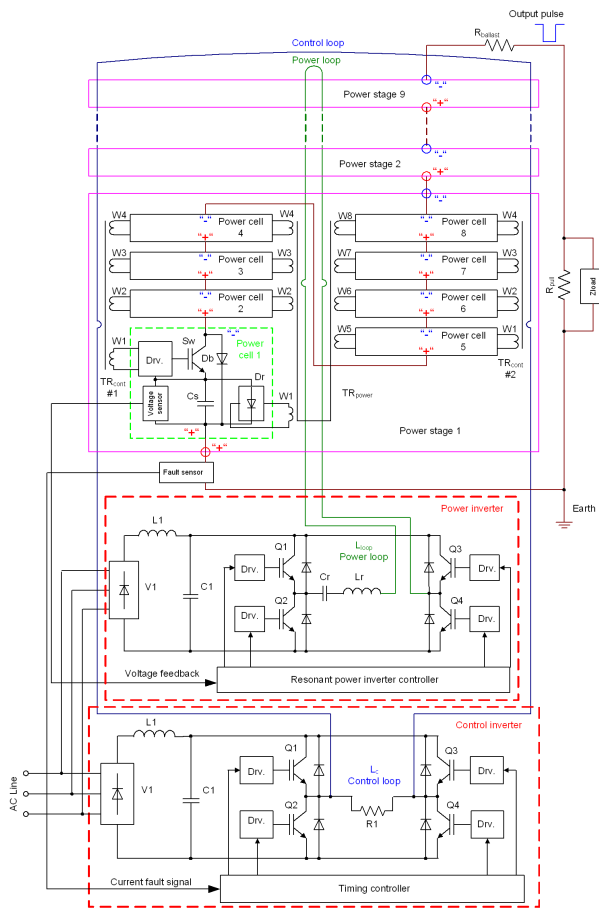 Output pulse
Rballast
Control loop
Power loop
"-"
Power stage 9
"+"
"-"
Power stage 2
"+"
"-"
W4 "-" Power cell 4 "+" W4
W8 Power cell 8 W4
W3 Power cell 3 W3
W7 Power cell 7 W3
W2 "-" Power cell 2 "+" W2
W6 Power cell 6 W2
W5 Power cell 5 W1
"-"
Power cell 1
W1
Sw
Db
Drv.
Dr
W1
TRcont #1
Voltage sensor
Cs
"+"
TRpower
TRcont #2
Power stage 1
"+"
Rpull
Zload
Fault sensor
Earth
Power inverter
L1
Q1
Lloop
Power loop
Q3
Drv.
Cr
Lr
Drv.
V1
C1
Q2
Q4
Drv.
Drv.
Voltage feedback
Resonant power inverter controller
Control inverter
L1
Q1
Lc
Control loop
Q3
Drv.
Drv.
AC Line
V1
C1
Q2
R1
Q4
Drv.
Drv.
Current fault signal
Timing controller